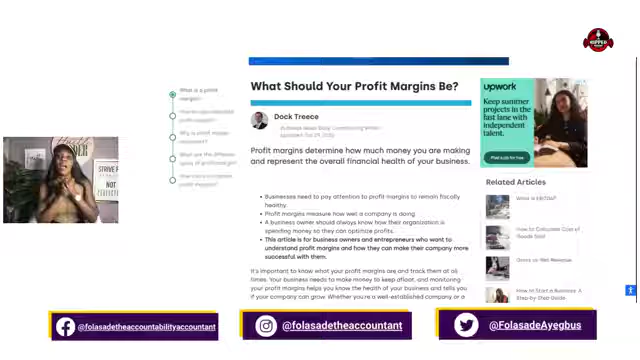 What Should Your Profit Margins Be?
Dock Treece
Profit margins determine how much money you are making
and represent the overall financial health of your business.
Businesses need to pay attention to profit margins to remain fiscally
healthy.
Profit margins measure how well a company is doing.
A business owner should always know how their organization is
spending money so they can optimize profits.
This article is for business owners and entrepreneurs who want to
understand profit margins and how they can make their company more
successful with them.
It's important to know what your profit margins are and track them at all
times. Your business needs to make money to keep afloat, and monitoring
your profit margins helps you know the health of your business and tells you
if your company can grow. Whether you're a well-established company or a
What is a profit
margin?
upwork
Keep summer
projects in the
fast lane with
independent
talent.
Related Articles
What is EBITDA?
How to Calculate Cost of
Goods Sold
Gross vs. Net Revenue
How to Start a Business: A
Step-by-Step Guide
@folasadetheaccountabilityaccountant
@folasadetheaccountant
@FolasadeAyegbus